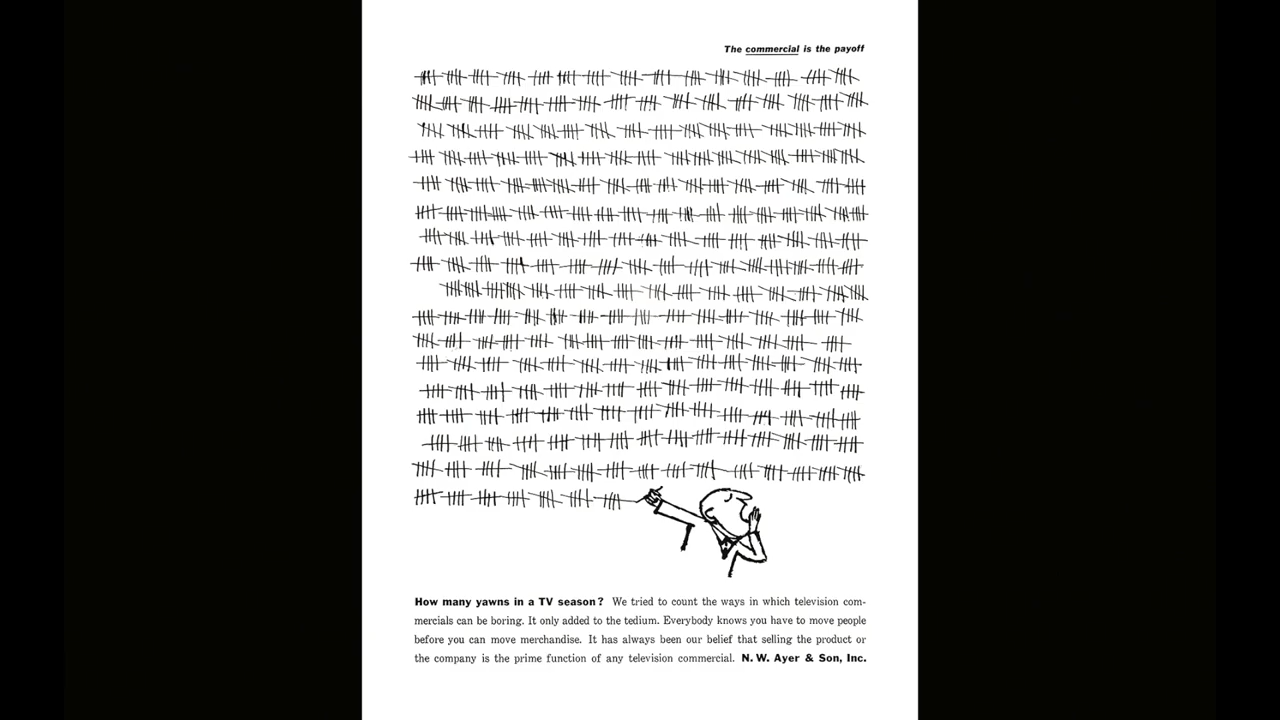 The commercial is the payoff
How many yawns in a TV season? We tried to count the ways in which television com-
mercials can be boring. It only added to the tedium. Everybody knows you have to move people
before you can move merchandise. It has always been our belief that selling the product or
the company is the prime function of any television commercial. N. W. Ayer & Son, Inc.